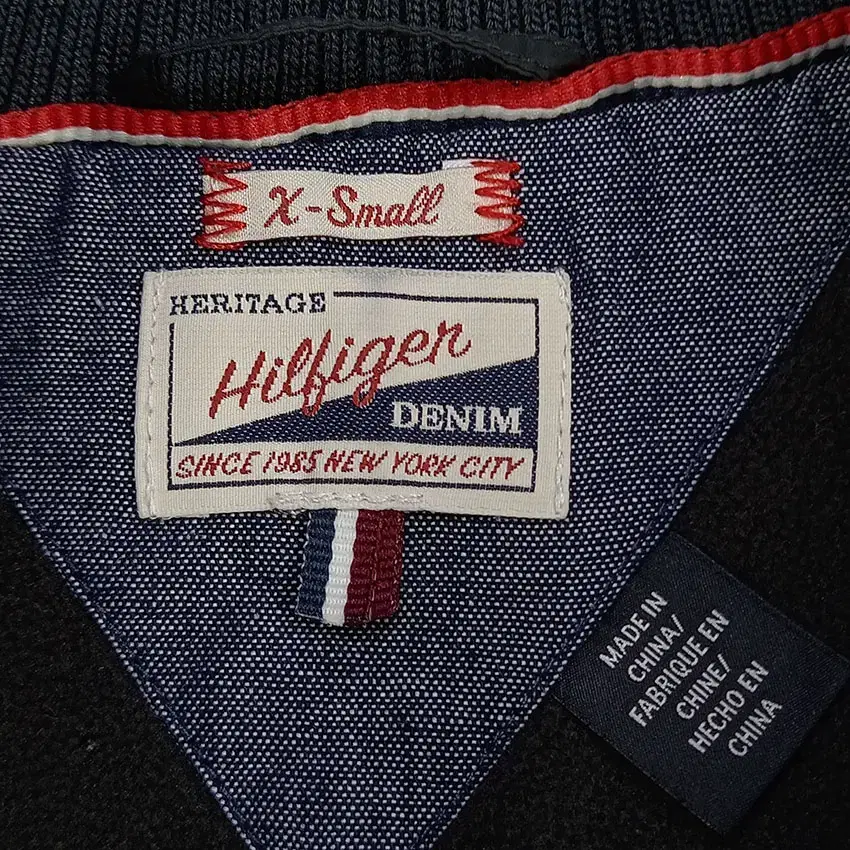 X-Small
HERITAGE
Hilfiger
DENIM
SINCE 1985 NEW YORK CITY
MADE IN
CHINA/
FABRIQUE EN
CHINE/
HECHO EN
CHINA